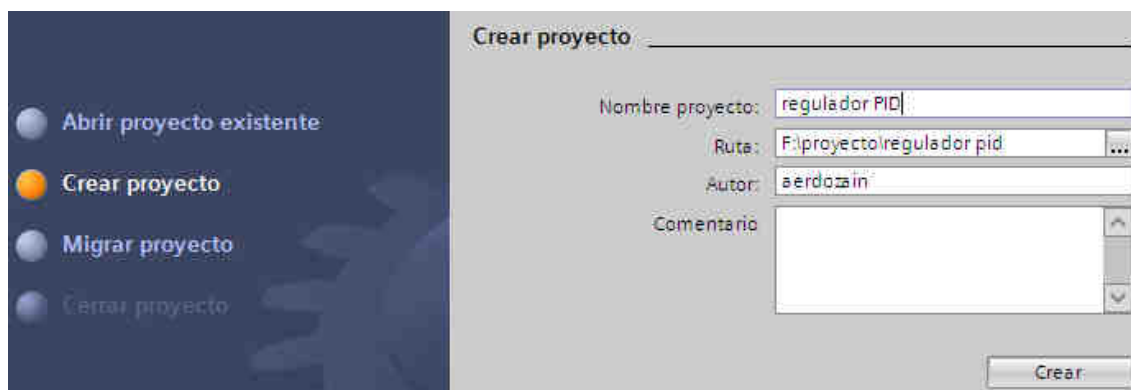 Crear proyecto
Abrir proyecto existente
Crear proyecto
Migrar proyecto
Cerrar proyecto
Nombre proyecto: regulador PID
Ruta: F:\proyecto\regulador pid ...
Autor: aerdozain
Comentario
Crear